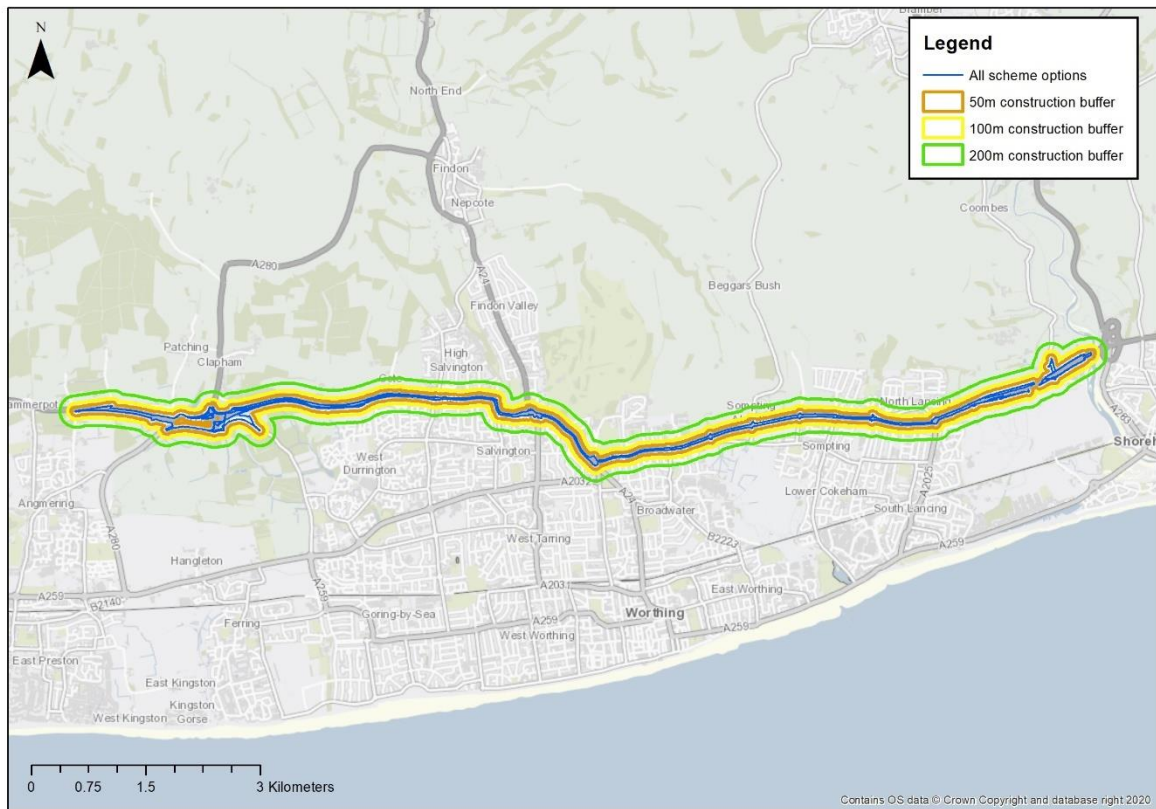 N
Bramber
Legend
All scheme options
50m construction buffer
100m construction buffer
200m construction buffer
North End
Findon
Nepcote
Coombes
A280
A24
Beggars Bush
Findon Valley
Patching
Clapham
High
Salvington
North Lancing
Sompting
A283
Shoreh
Salvington
West
Durrington
Sompting
Angmering
A2032
A24
Broadwater
Lower Cokeham
A2025
South Lancing
A280
West Tarring
B2223
A259
Hangleton
A259
B2140
A259
A2031
East Worthing
Goring-by-Sea
A259
Worthing
A259
Ferring
West Worthing
East Preston
East Kingston
Kingston
Gorse
West Kingston
0 0.75 1.5 3 Kilometers
Contains OS data © Crown Copyright and database right 2020